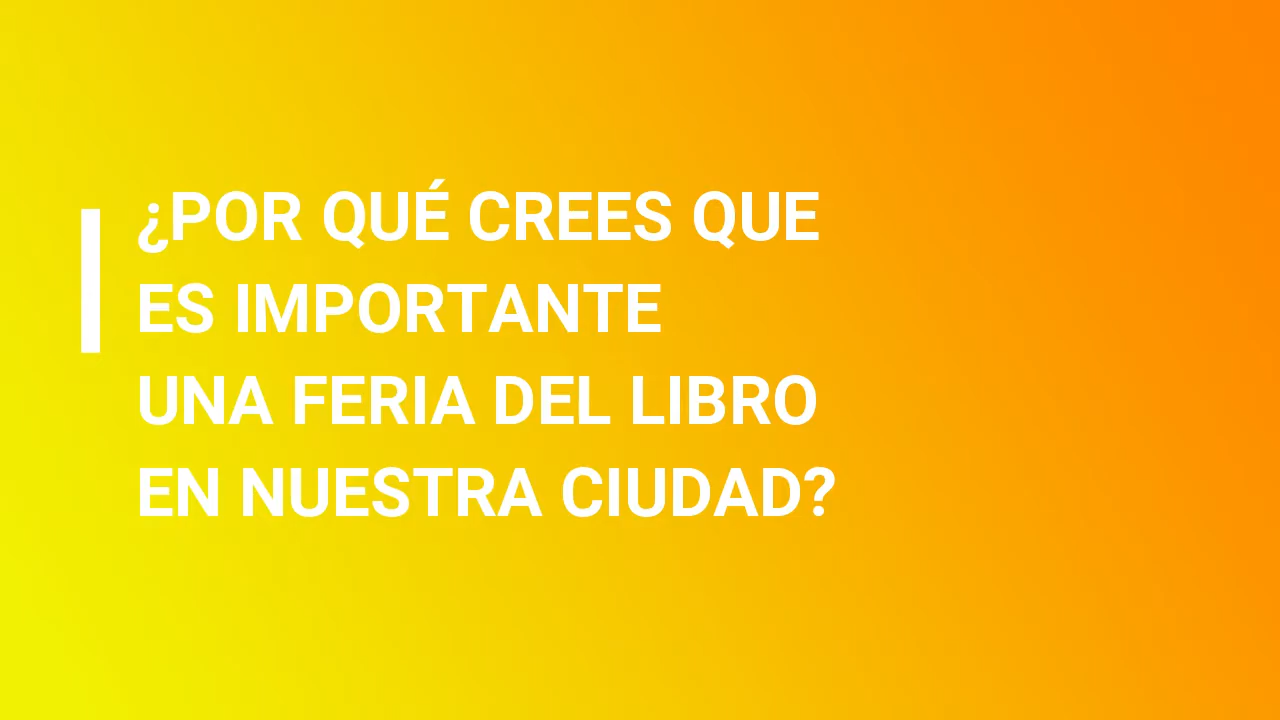 ¿POR QUÉ CREES QUE
ES IMPORTANTE
UNA FERIA DEL LIBRO
EN NUESTRA CIUDAD?